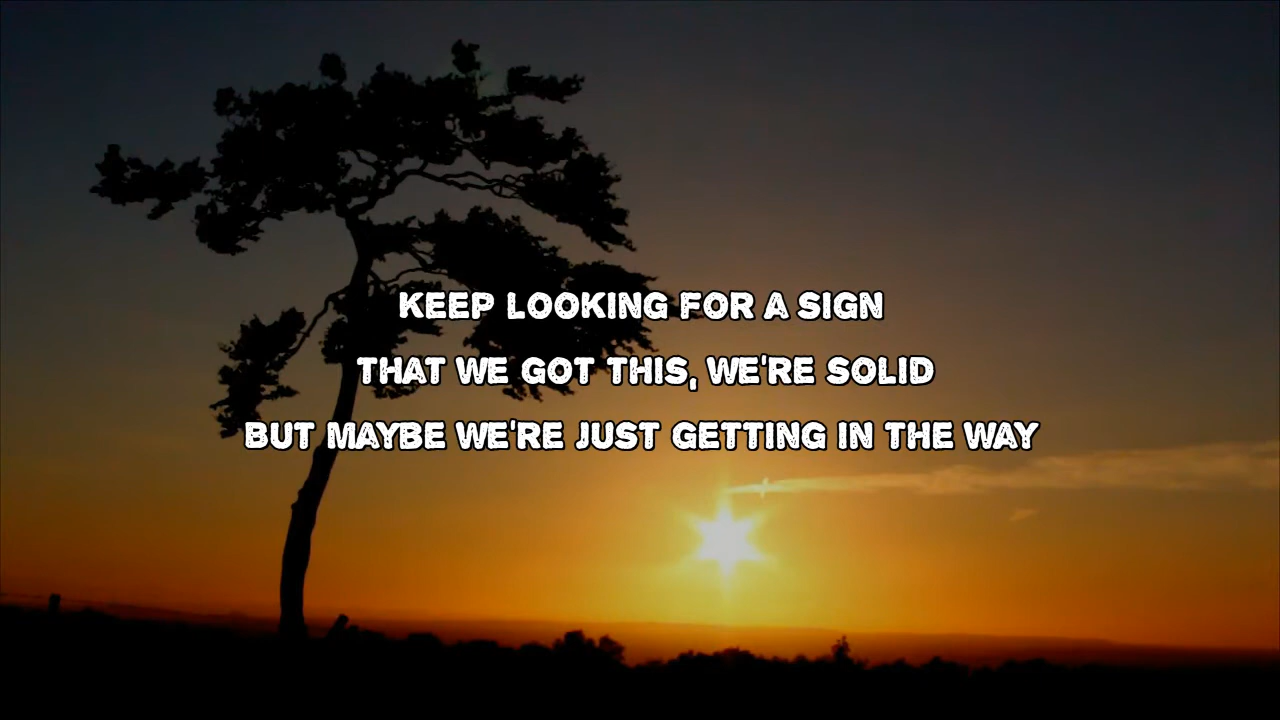 KEEP LOOKING FOR A SIGN
THAT WE GOT THIS, WE'RE SOLID
BUT MAYBE WE'RE JUST GETTING IN THE WAY